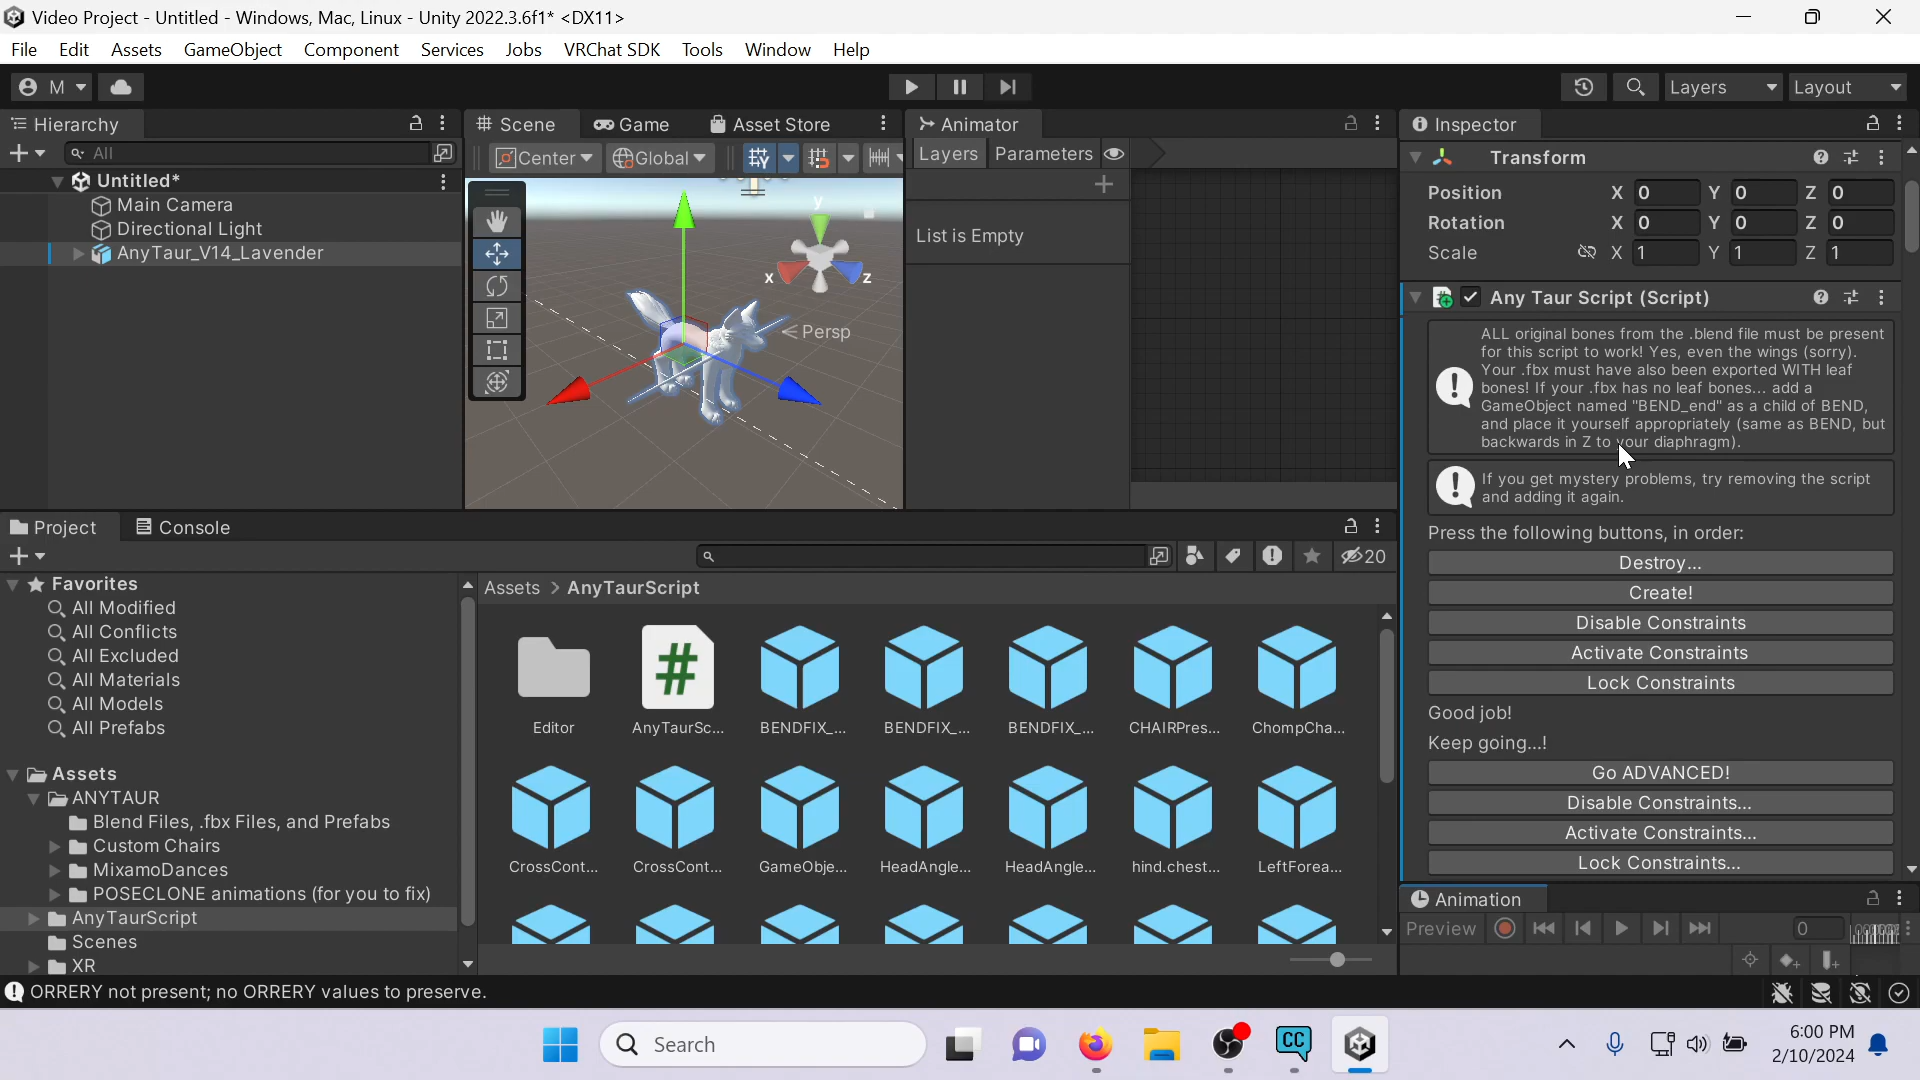 Video Project - Untitled - Windows, Mac, Linux - Unity 2022.3.6f1* <DX11>
File Edit Assets GameObject Component Services Jobs VRChat SDK Tools Window Help
M
Layers Layout
Hierarchy
All
Untitled*
Main Camera
Directional Light
AnyTaur_V14_Lavender
Scene Game Asset Store
Center Global
y
x z
Persp
Animator
Layers Parameters
List is Empty
Inspector
Transform
Position X 0 Y 0 Z 0
Rotation X 0 Y 0 Z 0
Scale X 1 Y 1 Z 1
Any Taur Script (Script)
ALL original bones from the .blend file must be present
for this script to work! Yes, even the wings (sorry).
Your .fbx must have also been exported WITH leaf
bones! If your .fbx has no leaf bones... add a
GameObject named "BEND_end" as a child of BEND,
and place it yourself appropriately (same as BEND, but
backwards in Z to your diaphragm).
If you get mystery problems, try removing the script
and adding it again.
Press the following buttons, in order:
Destroy...
Create!
Disable Constraints
Activate Constraints
Lock Constraints
Good job!
Keep going...!
Go ADVANCED!
Disable Constraints...
Activate Constraints...
Lock Constraints...
Project Console
20
Favorites
All Modified
All Conflicts
All Excluded
All Materials
All Models
All Prefabs
Assets
ANYTAUR
Blend Files, .fbx Files, and Prefabs
Custom Chairs
MixamoDances
POSECLONE animations (for you to fix)
AnyTaurScript
Scenes
XR
Assets > AnyTaurScript
Editor AnyTaurSc... BENDFIX_... BENDFIX_... BENDFIX_... CHAIRPres... ChompCha...
CrossCont... CrossCont... GameObje... HeadAngle... HeadAngle... hind.chest... LeftForea...
Animation
Preview 0
ORRERY not present; no ORRERY values to preserve.
Search
CC
6:00 PM
2/10/2024